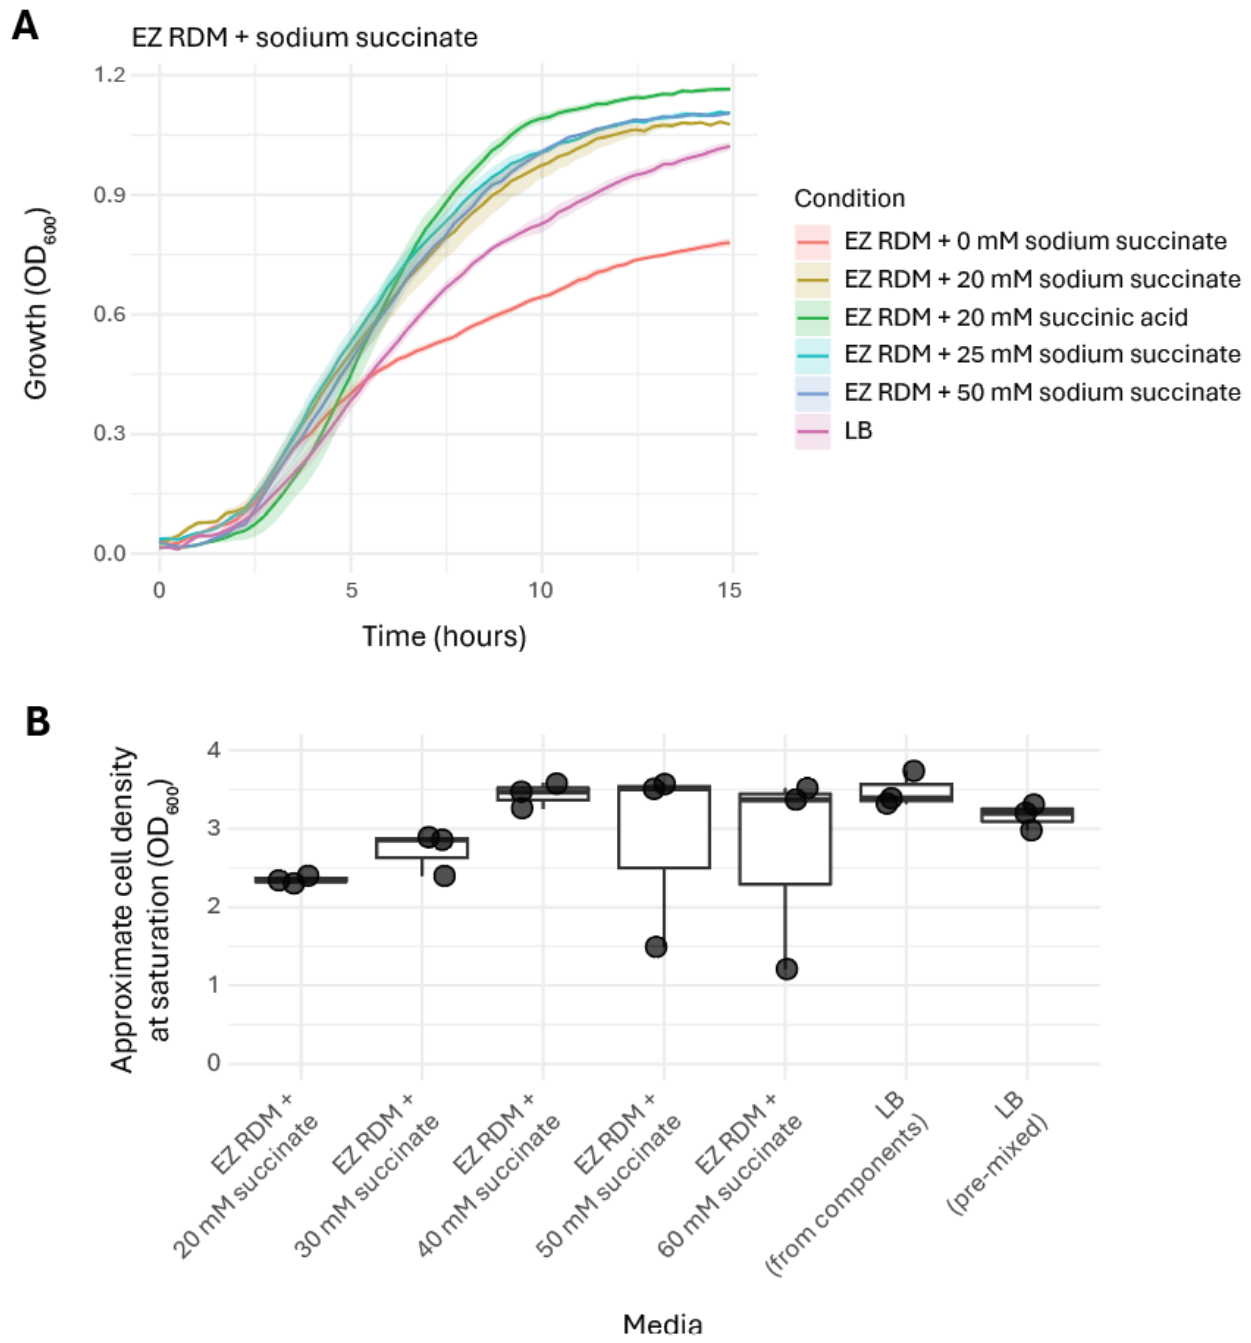 A
EZ RDM + sodium succinate
1.2
0.9
0.6
0.3
0.0
Growth (OD600)
0
5
10
15
Time (hours)
Condition
EZ RDM + 0 mM sodium succinate
EZ RDM + 20 mM sodium succinate
EZ RDM + 20 mM succinic acid
EZ RDM + 25 mM sodium succinate
EZ RDM + 50 mM sodium succinate
LB
B
Approximate cell density
at saturation (OD600)
4
3
2
1
0
EZ RDM +
20 mM succinate
EZ RDM +
30 mM succinate
EZ RDM +
40 mM succinate
EZ RDM +
50 mM succinate
EZ RDM +
60 mM succinate
LB
(from components)
LB
(pre-mixed)
Media